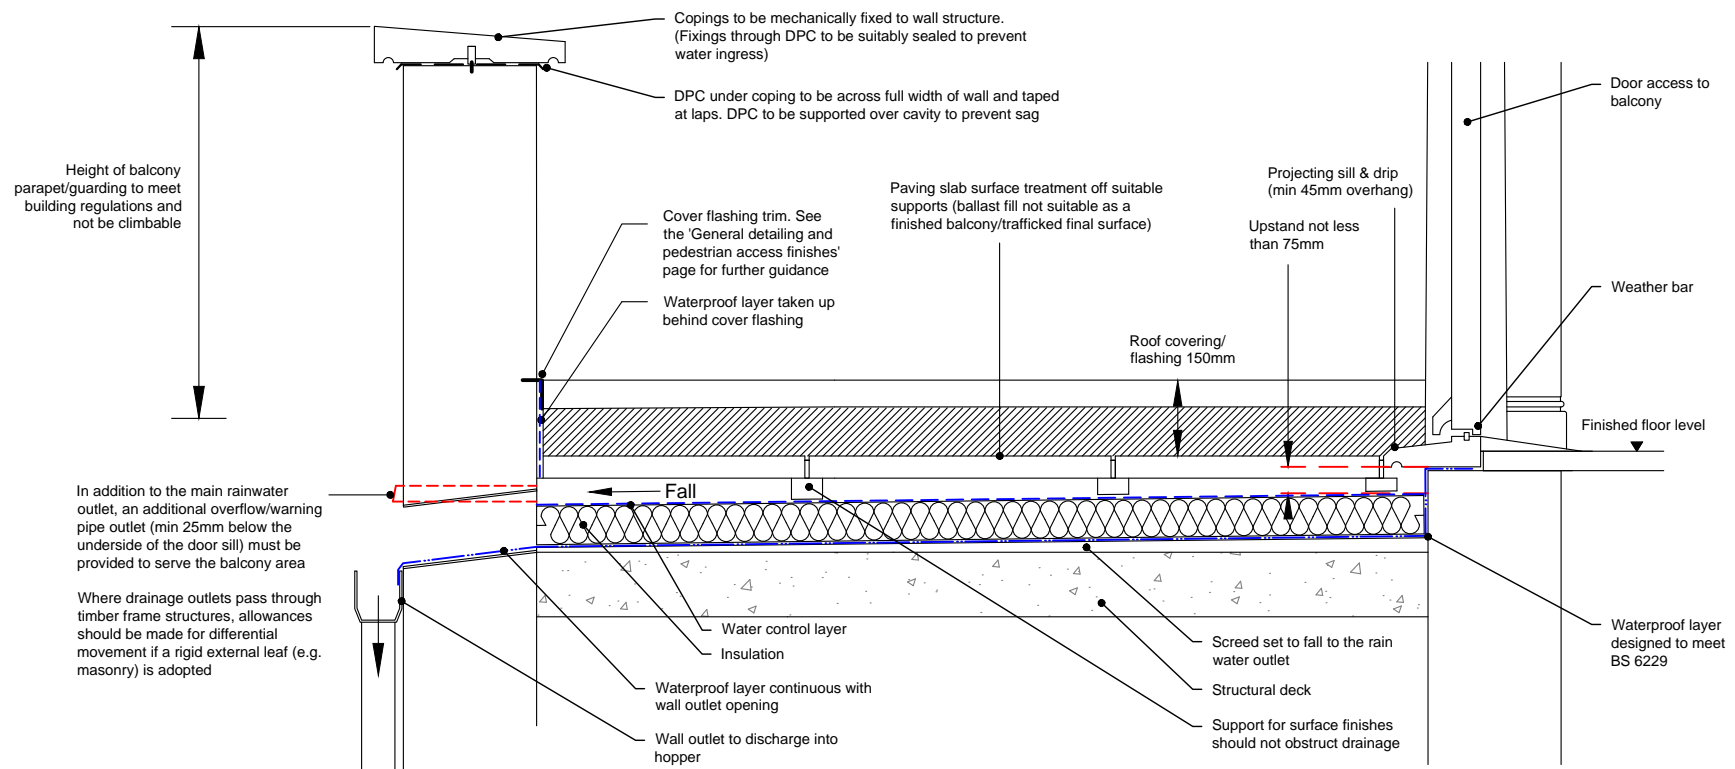 Copings to be mechanically fixed to wall structure.
(Fixings through DPC to be suitably sealed to prevent
water ingress)
DPC under coping to be across full width of wall and taped
at laps. DPC to be supported over cavity to prevent sag
Door access to
balcony
Height of balcony
parapet/guarding to meet
building regulations and
not be climbable
Cover flashing trim. See
the 'General detailing and
pedestrian access finishes'
page for further guidance
Waterproof layer taken up
behind cover flashing
Paving slab surface treatment off suitable
supports (ballast fill not suitable as a
finished balcony/trafficked final surface)
Projecting sill & drip
(min 45mm overhang)
Upstand not less
than 75mm
Weather bar
Roof covering/
flashing 150mm
Finished floor level
Fall
In addition to the main rainwater
outlet, an additional overflow/warning
pipe outlet (min 25mm below the
underside of the door sill) must be
provided to serve the balcony area
Where drainage outlets pass through
timber frame structures, allowances
should be made for differential
movement if a rigid external leaf (e.g.
masonry) is adopted
Water control layer
Insulation
Waterproof layer continuous with
wall outlet opening
Wall outlet to discharge into
hopper
Screed set to fall to the rain
water outlet
Structural deck
Support for surface finishes
should not obstruct drainage
Waterproof layer
designed to meet
BS 6229